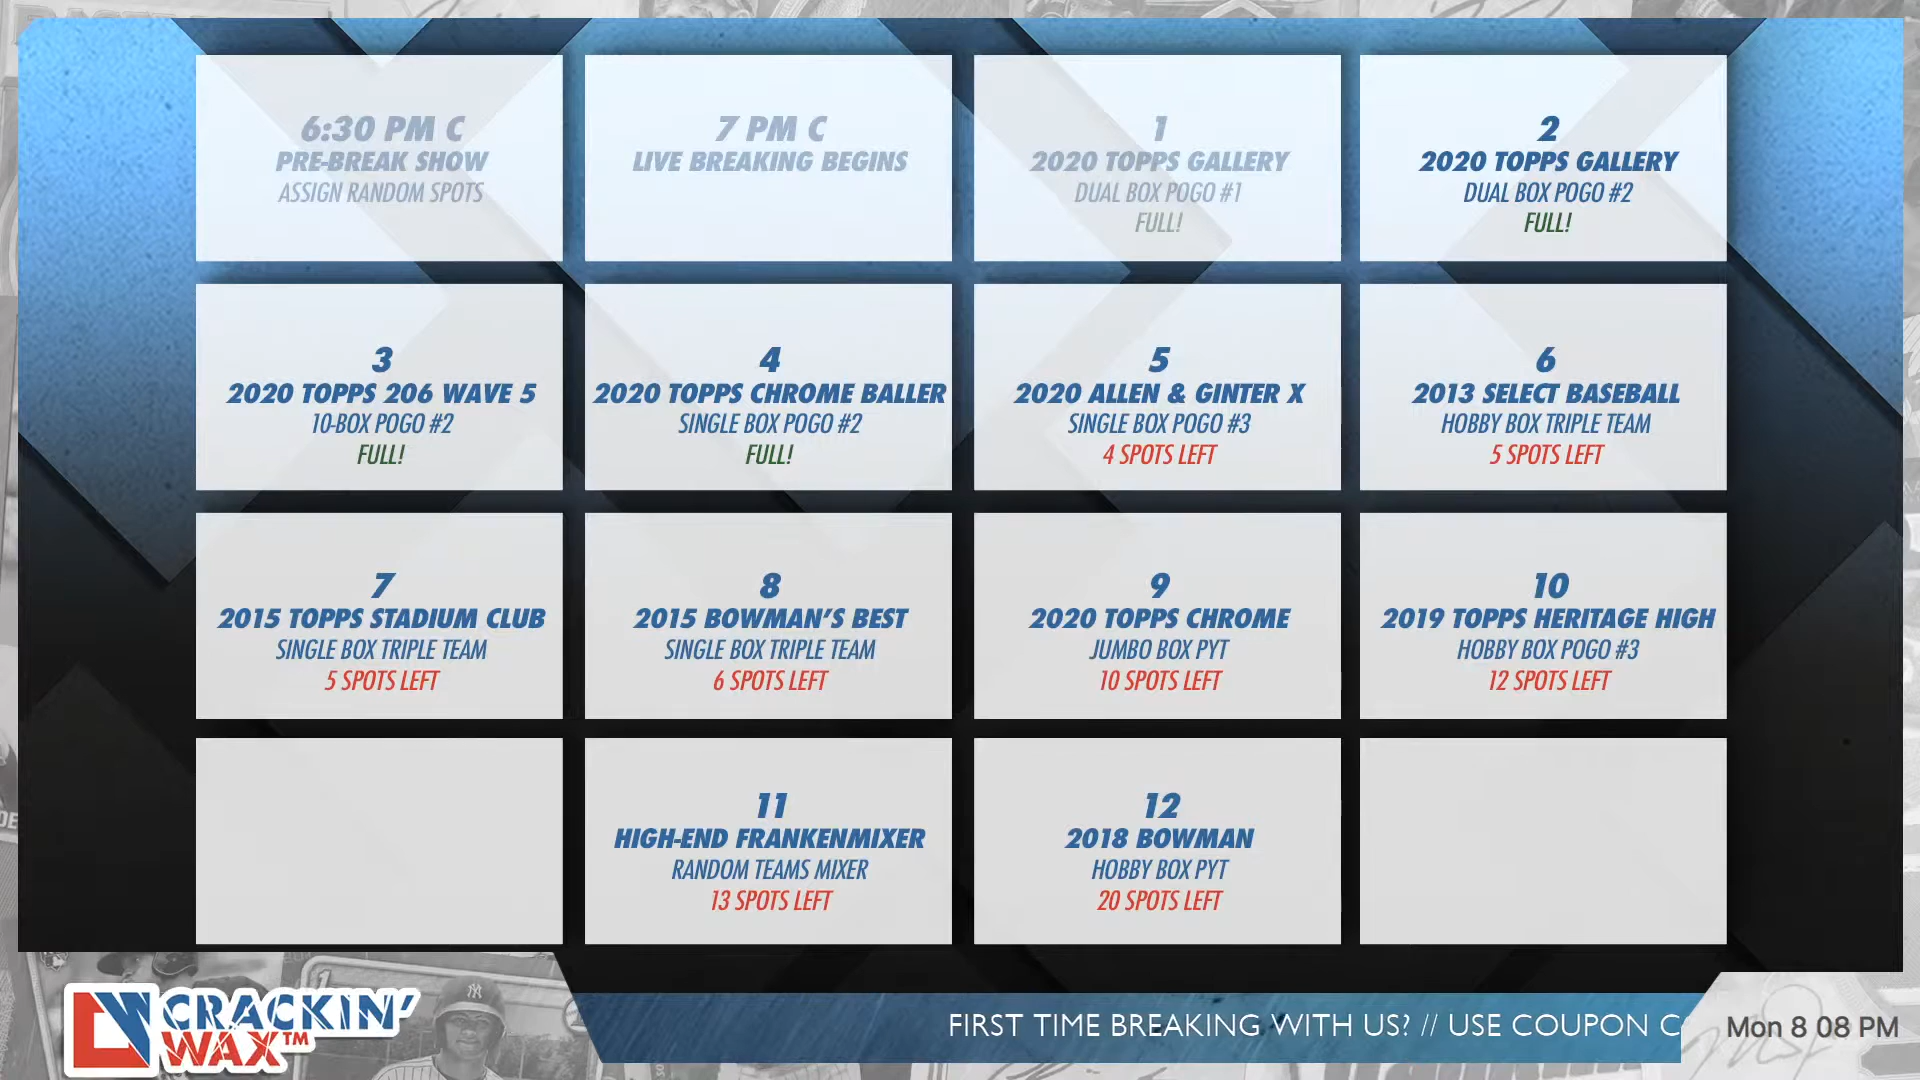 6:30 PM C
PRE-BREAK SHOW
ASSIGN RANDOM SPOTS
7 PM C
LIVE BREAKING BEGINS
1
2020 TOPPS GALLERY
DUAL BOX POGO #1
FULL!
2
2020 TOPPS GALLERY
DUAL BOX POGO #2
FULL!
3
2020 TOPPS 206 WAVE 5
10-BOX POGO #2
FULL!
4
2020 TOPPS CHROME BALLER
SINGLE BOX POGO #2
FULL!
5
2020 ALLEN & GINTER X
SINGLE BOX POGO #3
4 SPOTS LEFT
6
2013 SELECT BASEBALL
HOBBY BOX TRIPLE TEAM
5 SPOTS LEFT
7
2015 TOPPS STADIUM CLUB
SINGLE BOX TRIPLE TEAM
5 SPOTS LEFT
8
2015 BOWMAN'S BEST
SINGLE BOX TRIPLE TEAM
6 SPOTS LEFT
9
2020 TOPPS CHROME
JUMBO BOX PYT
10 SPOTS LEFT
10
2019 TOPPS HERITAGE HIGH
HOBBY BOX POGO #3
12 SPOTS LEFT
11
HIGH-END FRANKENMIXER
RANDOM TEAMS MIXER
13 SPOTS LEFT
12
2018 BOWMAN
HOBBY BOX PYT
20 SPOTS LEFT
CRACKIN'
WAX™
FIRST TIME BREAKING WITH US? // USE COUPON
Mon 8 08 PM